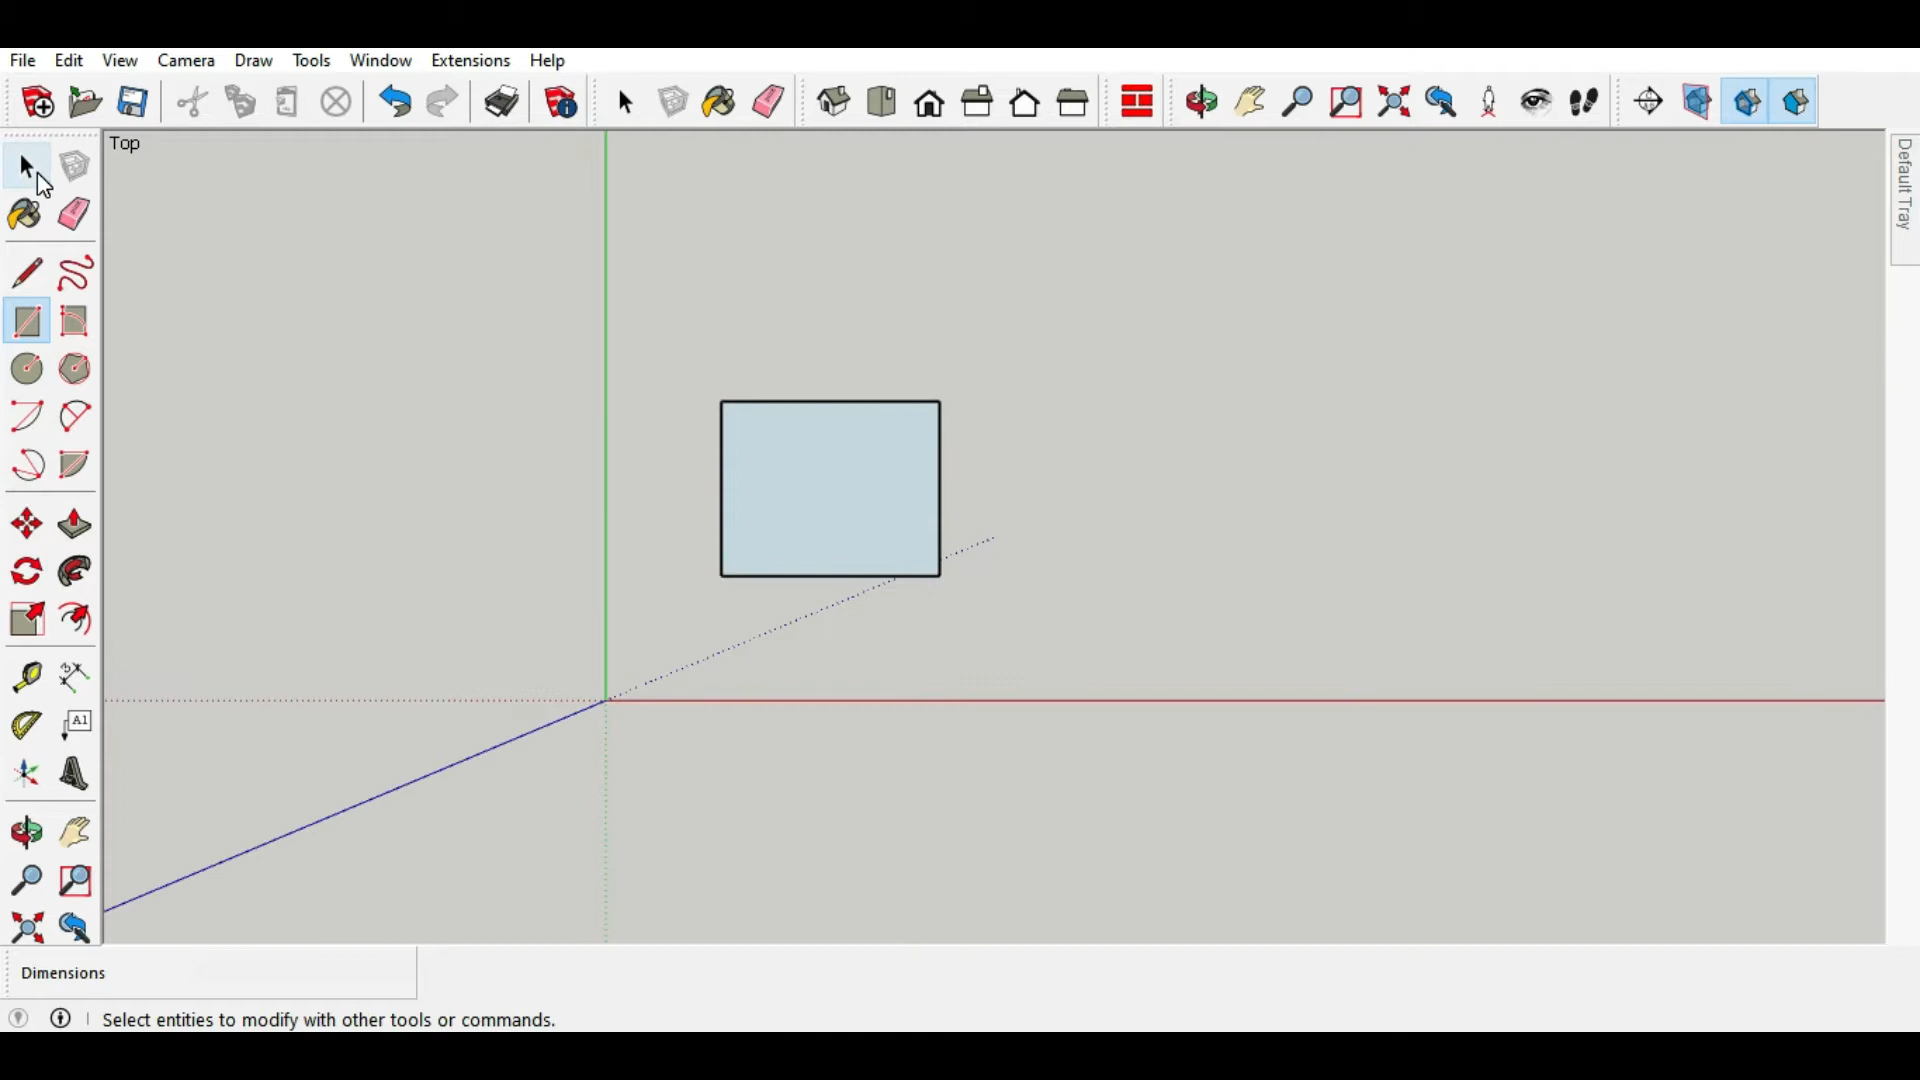 File Edit View Camera Draw Tools Window Extensions Help
Top
Default Tray
A1
Dimensions
Select entities to modify with other tools or commands.